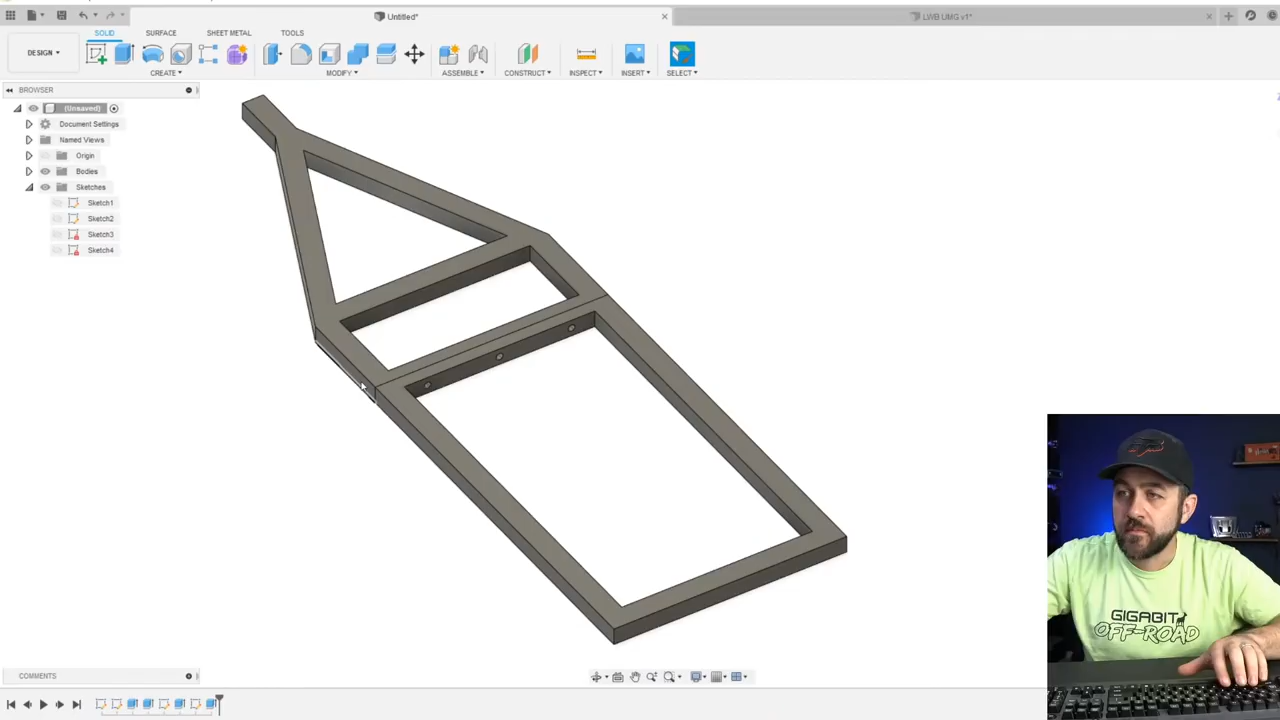 Untitled*
LWB UMG v1*
DESIGN
SOLID
SURFACE
SHEET METAL
TOOLS
CREATE
MODIFY
ASSEMBLE
CONSTRUCT
INSPECT
INSERT
SELECT
BROWSER
(Unsaved)
Document Settings
Named Views
Origin
Bodies
Sketches
Sketch1
Sketch2
Sketch3
Sketch4
GIGABIT
OFF-ROAD
COMMENTS